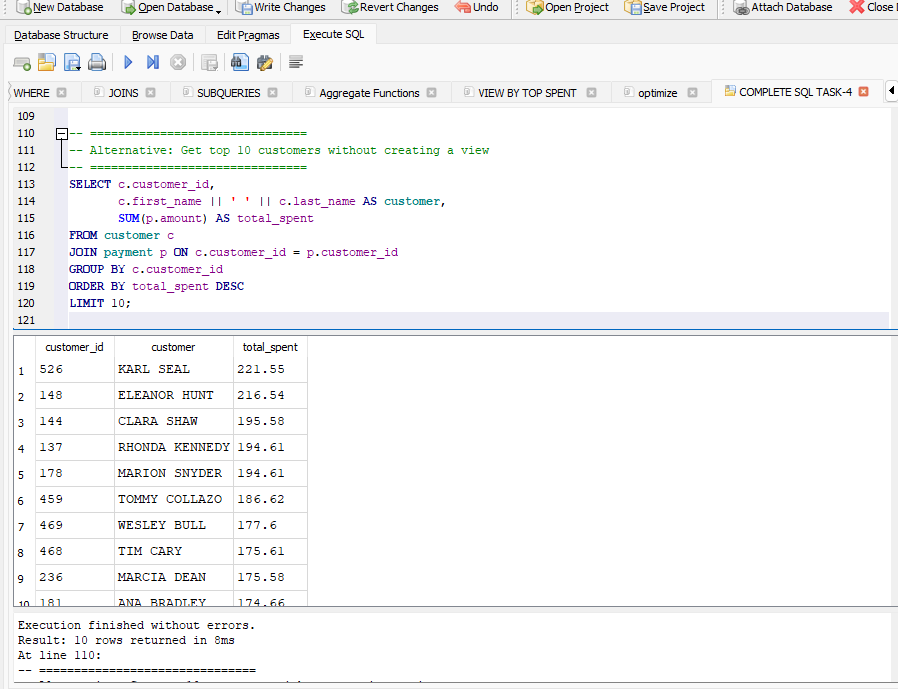 New Database Open Database Write Changes Revert Changes Undo Open Project Save Project Attach Database Close
Database Structure Browse Data Edit Pragmas Execute SQL
WHERE JOINS SUBQUERIES Aggregate Functions VIEW BY TOP SPENT optimize COMPLETE SQL TASK-4
109
110 -- ===============================
111 -- Alternative: Get top 10 customers without creating a view
112 -- ===============================
113 SELECT c.customer_id,
114 c.first_name || ' ' || c.last_name AS customer,
115 SUM(p.amount) AS total_spent
116 FROM customer c
117 JOIN payment p ON c.customer_id = p.customer_id
118 GROUP BY c.customer_id
119 ORDER BY total_spent DESC
120 LIMIT 10;
121
customer_id customer total_spent
1 526 KARL SEAL 221.55
2 148 ELEANOR HUNT 216.54
3 144 CLARA SHAW 195.58
4 137 RHONDA KENNEDY 194.61
5 178 MARION SNYDER 194.61
6 459 TOMMY COLLAZO 186.62
7 469 WESLEY BULL 177.6
8 468 TIM CARY 175.61
9 236 MARCIA DEAN 175.58
10 181 ANA BRADLEY 174.66
Execution finished without errors.
Result: 10 rows returned in 8ms
At line 110:
-- ===============================